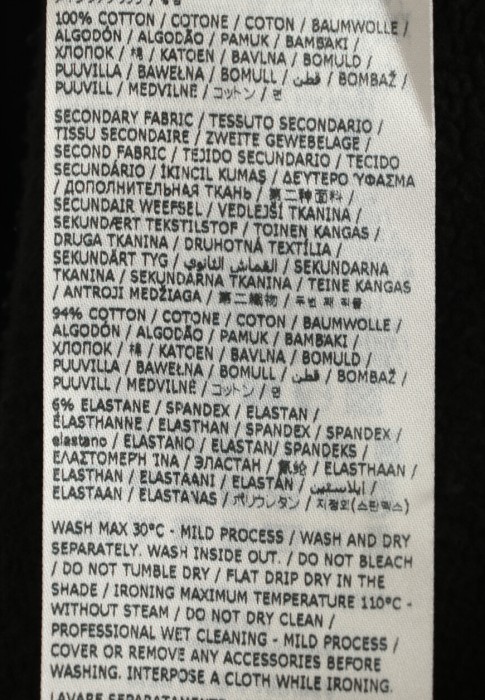 100% COTTON / COTONE / COTON / BAUMWOLLE /
ALGODÓN / ALGODÃO / PAMUK / BAMBAKI /
ХЛОПОК / 棉 / KATOEN / BAVLNA / BOMULD /
PUUVILLA / BAWEŁNA / BOMULL / قطن / BOMBAŽ /
PUUVILL / MEDVILNĖ / コットン / 면
SECONDARY FABRIC / TESSUTO SECONDARIO /
TISSU SECONDAIRE / ZWEITE GEWEBELAGE /
SECOND FABRIC / TEJIDO SECUNDARIO / TECIDO
SECUNDÁRIO / İKINCIL KUMAŞ / ΔΕΥΤΕΡΟ ΎΦΑΣΜΑ
/ ДОПОЛНИТЕЛЬНАЯ ТКАНЬ / 第二种面料 /
SECUNDAIR WEEFSEL / VEDLEJŠÍ TKANINA /
SEKUNDÆRT TEKSTILSTOF / TOINEN KANGAS /
DRUGA TKANINA / DRUHOTNÁ TEXTÍLIA /
SEKUNDÄRT TYG / القماش الثانوي / SEKUNDARNA
TKANINA / SEKUNDARNA TKANINA / TEINE KANGAS
/ ANTROJI MEDŽIAGA / 第二織物 / 두번째 직물
94% COTTON / COTONE / COTON / BAUMWOLLE /
ALGODÓN / ALGODÃO / PAMUK / BAMBAKI /
ХЛОПОК / 棉 / KATOEN / BAVLNA / BOMULD /
PUUVILLA / BAWEŁNA / BOMULL / قطن / BOMBAŽ /
PUUVILL / MEDVILNĖ / コットン / 면
6% ELASTANE / SPANDEX / ELASTAN /
ÉLASTHANNE / ELASTHAN / SPANDEX / SPANDEX /
elastano / ELASTANO / ELASTAN/ SPANDEKS /
ΕΛΑΣΤΟΜΕΡΉ ΊΝΑ / ЭЛАСТАН / 氨纶 / ELASTHAAN /
ELASTHAN / ELASTAANI / ELASTAN / ايلاستين /
ELASTAAN / ELASTANAS / ポリウレタン / 지정외(스판덱스)
WASH MAX 30°C - MILD PROCESS / WASH AND DRY
SEPARATELY. WASH INSIDE OUT. / DO NOT BLEACH
/ DO NOT TUMBLE DRY / FLAT DRIP DRY IN THE
SHADE / IRONING MAXIMUM TEMPERATURE 110°C -
WITHOUT STEAM / DO NOT DRY CLEAN /
PROFESSIONAL WET CLEANING - MILD PROCESS /
COVER OR REMOVE ANY ACCESSORIES BEFORE
WASHING. INTERPOSE A CLOTH WHILE IRONING.
LAVARE SEPARATAMENTE